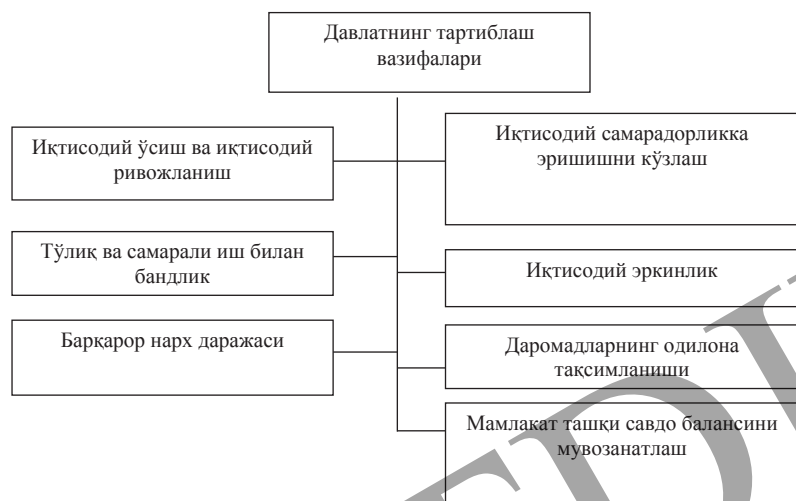 Давлатнинг тартиблаш
вазифалари
Иқтисодий ўсиш ва иқтисодий
ривожланиш
Иқтисодий самарадорликка
эришишни кўзлаш
Тўлиқ ва самарали иш билан
бандлик
Иқтисодий эркинлик
Барқарор нарх даражаси
Даромадларнинг одилона
тақсимланиши
Мамлакат ташқи савдо балансини
мувозанатлаш